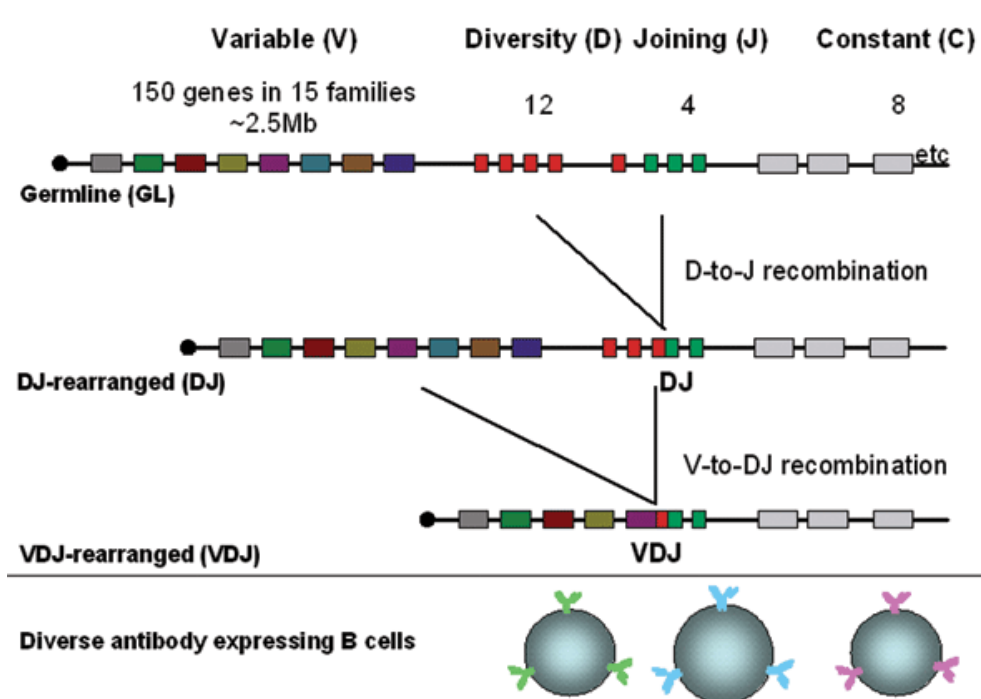 Variable (V) Diversity (D) Joining (J) Constant (C)
150 genes in 15 families 12 4 8
~2.5Mb
etc
Germline (GL)
D-to-J recombination
DJ-rearranged (DJ) DJ
V-to-DJ recombination
VDJ-rearranged (VDJ) VDJ
Diverse antibody expressing B cells